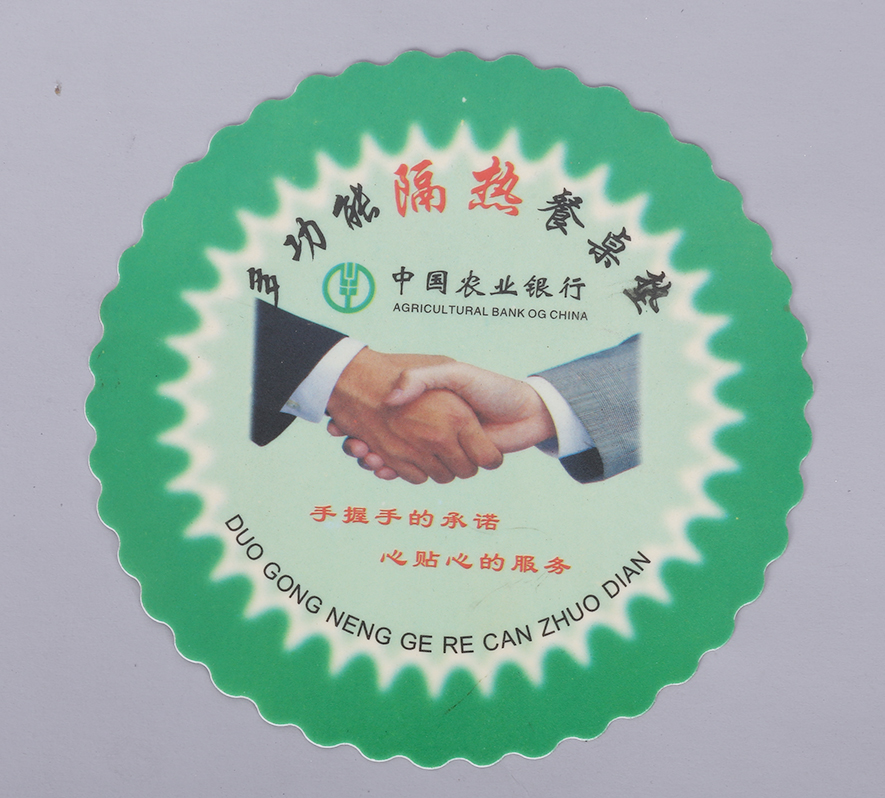 多功能隔热餐桌垫
中国农业银行
AGRICULTURAL BANK OG CHINA
手握手的承诺
心贴心的服务
DUO GONG NENG GE RE CAN ZHUO DIAN